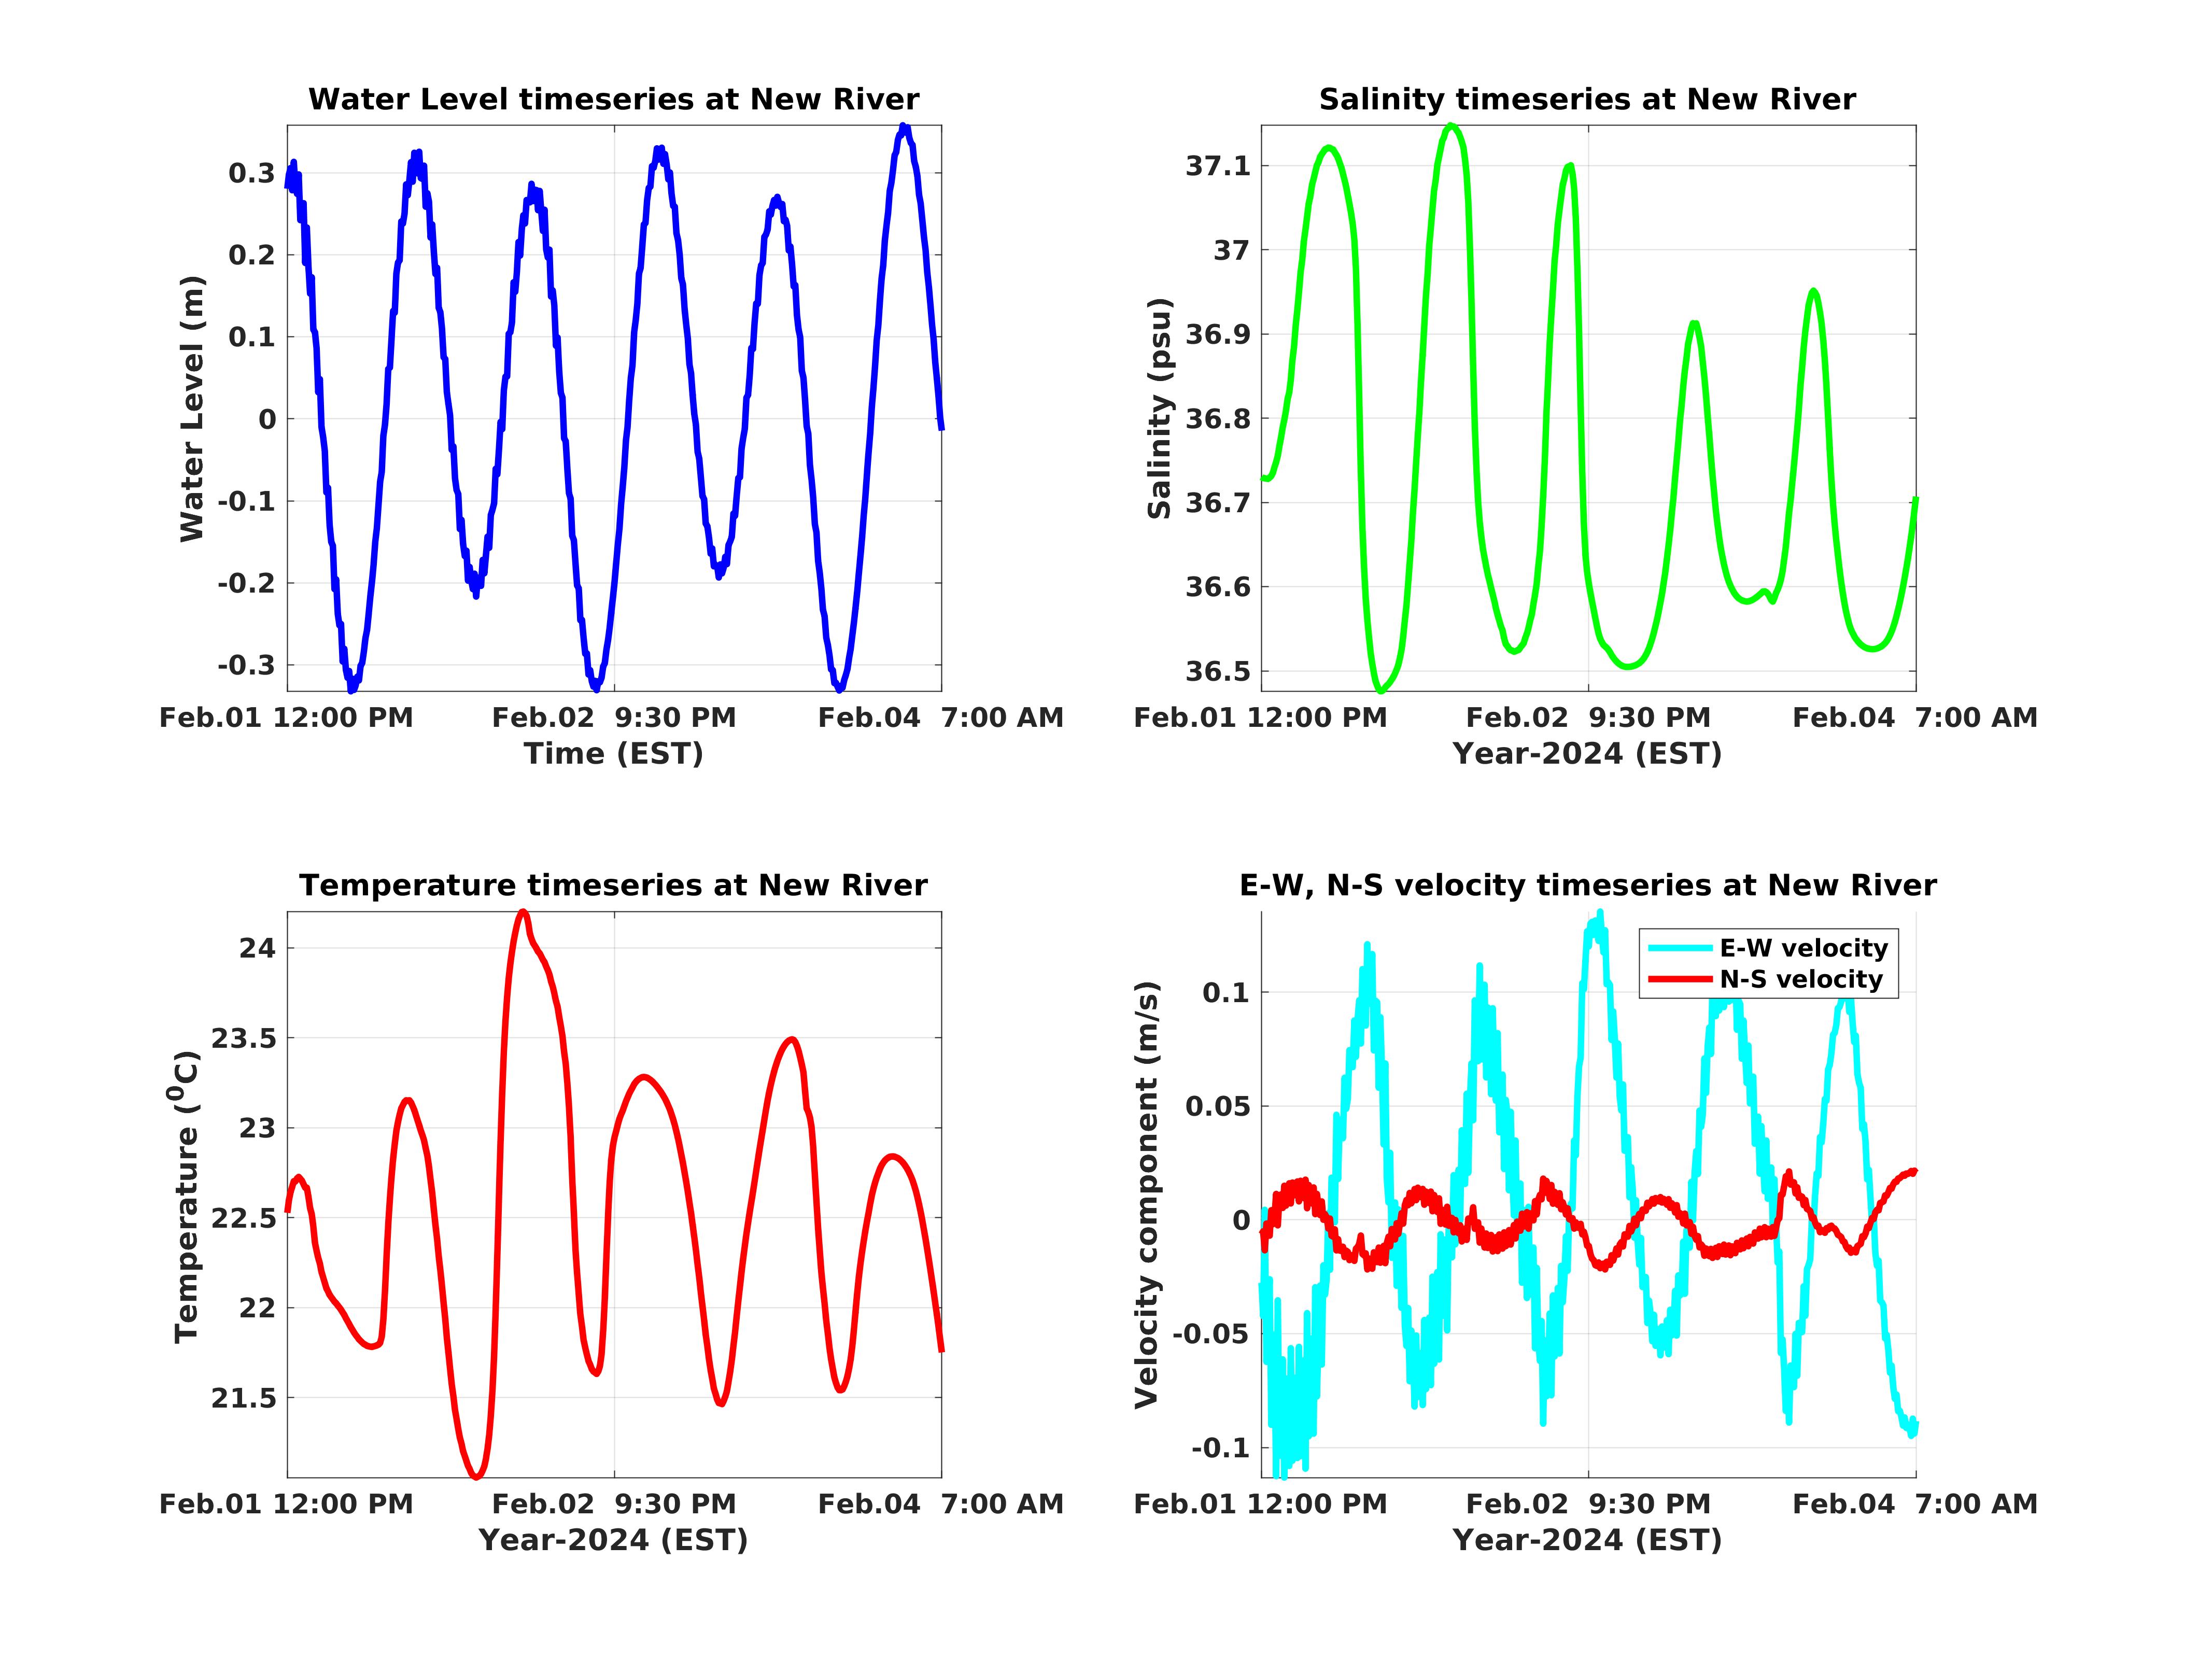 Water Level timeseries at New River
Water Level (m)
0.3
0.2
0.1
0
-0.1
-0.2
-0.3
Feb.01 12:00 PM
Feb.02 9:30 PM
Feb.04 7:00 AM
Time (EST)
Salinity timeseries at New River
Salinity (psu)
37.1
37
36.9
36.8
36.7
36.6
36.5
Feb.01 12:00 PM
Feb.02 9:30 PM
Feb.04 7:00 AM
Year-2024 (EST)
Temperature timeseries at New River
Temperature (⁰C)
24
23.5
23
22.5
22
21.5
Feb.01 12:00 PM
Feb.02 9:30 PM
Feb.04 7:00 AM
Year-2024 (EST)
E-W, N-S velocity timeseries at New River
Velocity component (m/s)
0.1
0.05
0
-0.05
-0.1
E-W velocity
N-S velocity
Feb.01 12:00 PM
Feb.02 9:30 PM
Feb.04 7:00 AM
Year-2024 (EST)